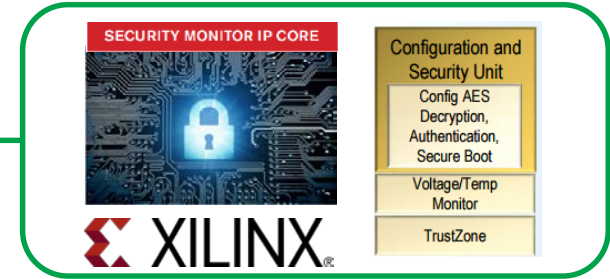 SECURITY MONITOR IP CORE
XILINX®
Configuration and
Security Unit
Config AES
Decryption,
Authentication,
Secure Boot
Voltage/Temp
Monitor
TrustZone